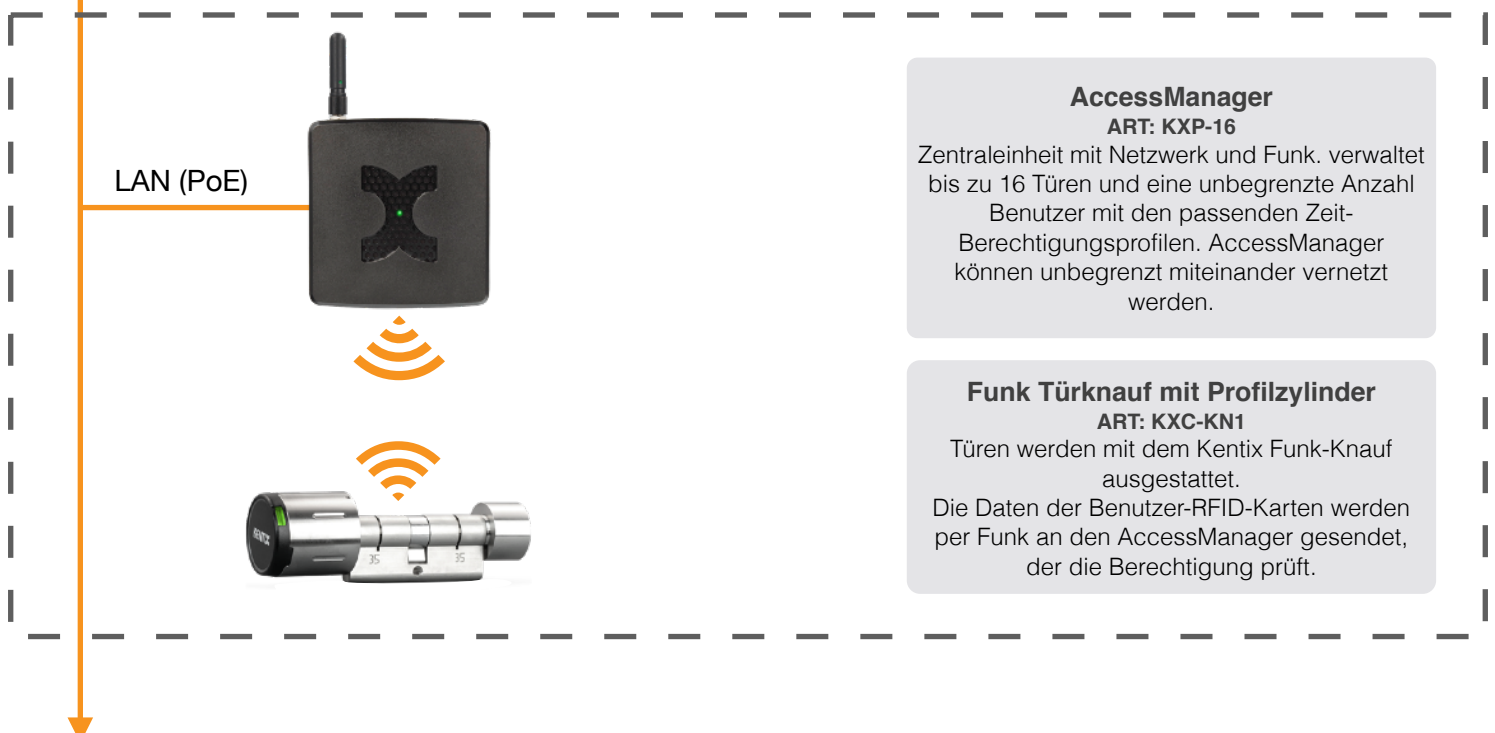 LAN (PoE)
AccessManager
ART: KXP-16
Zentraleinheit mit Netzwerk und Funk. verwaltet
bis zu 16 Türen und eine unbegrenzte Anzahl
Benutzer mit den passenden Zeit-
Berechtigungsprofilen. AccessManager
können unbegrenzt miteinander vernetzt
werden.
KENTIX
35
35
Funk Türknauf mit Profilzylinder
ART: KXC-KN1
Türen werden mit dem Kentix Funk-Knauf
ausgestattet.
Die Daten der Benutzer-RFID-Karten werden
per Funk an den AccessManager gesendet,
der die Berechtigung prüft.